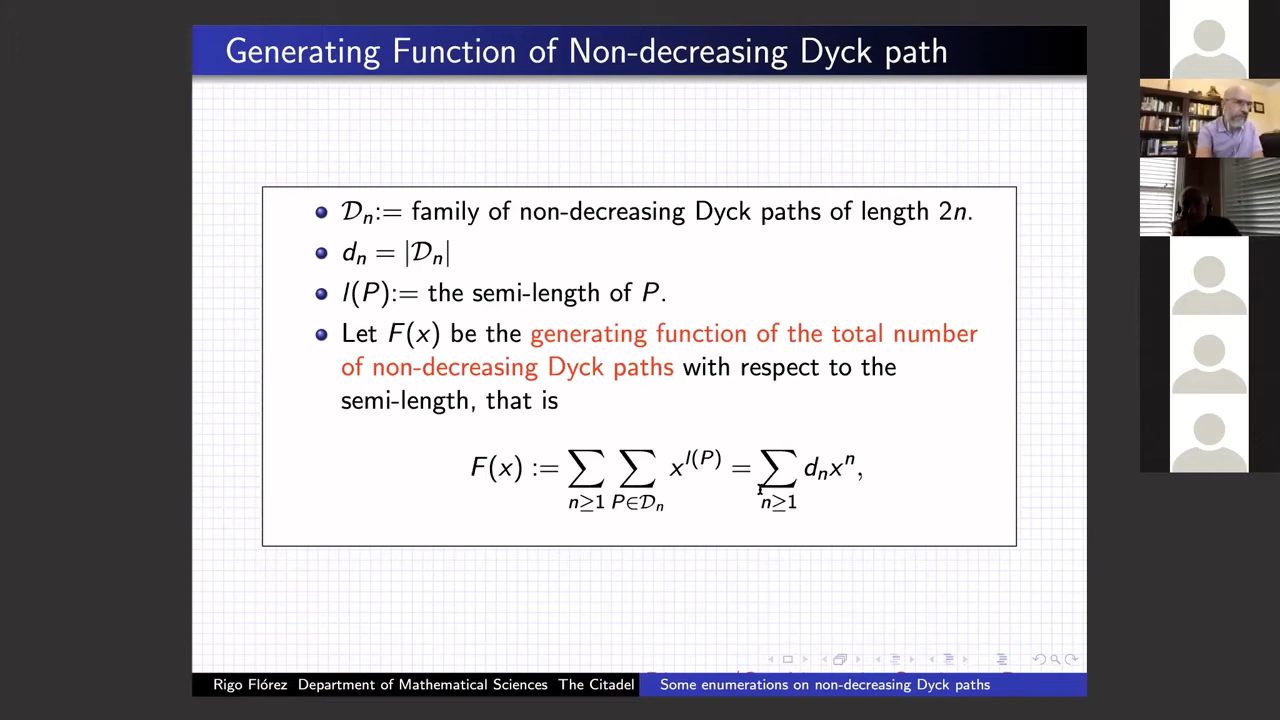 Generating Function of Non-decreasing Dyck path
𝒟ₙ:= family of non-decreasing Dyck paths of length 2n.
dₙ = |𝒟ₙ|
l(P):= the semi-length of P.
Let F(x) be the generating function of the total number
of non-decreasing Dyck paths with respect to the
semi-length, that is
F(x) := ∑_{n≥1} ∑_{P∈𝒟ₙ} x^{l(P)} = ∑_{n≥1} dₙxⁿ,
Rigo Flórez Department of Mathematical Sciences The Citadel Some enumerations on non-decreasing Dyck paths